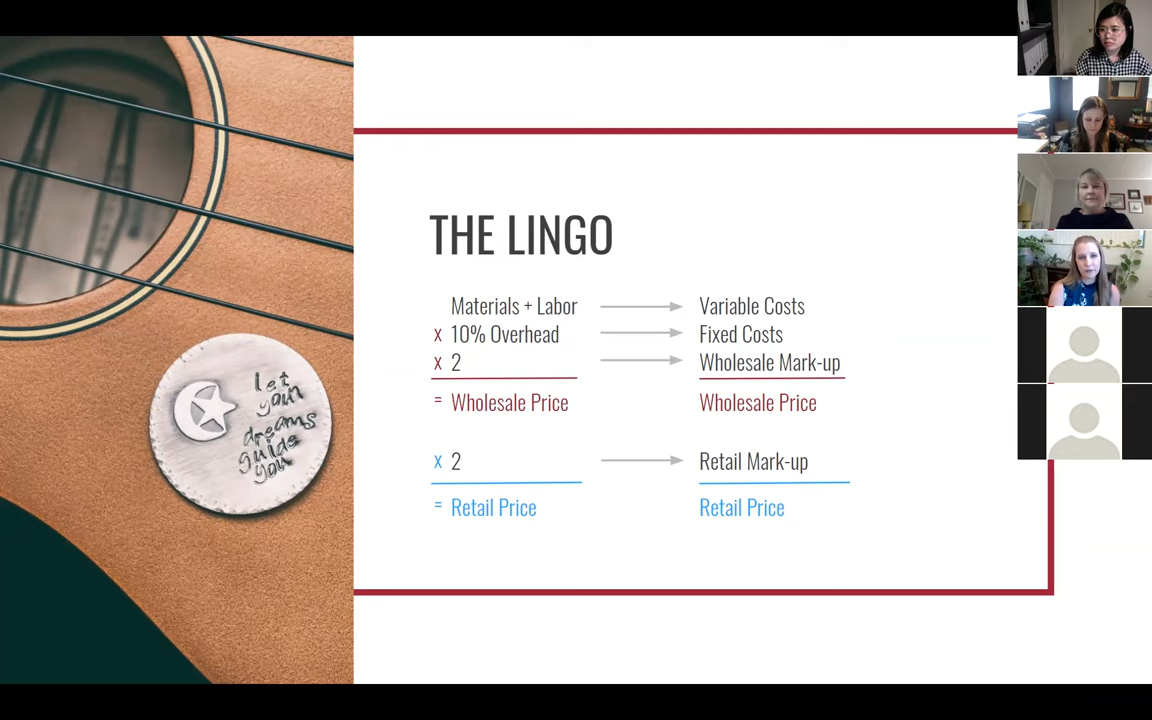 THE LINGO
Materials + Labor Variable Costs
x 10% Overhead Fixed Costs
x 2 Wholesale Mark-up
= Wholesale Price Wholesale Price
x 2 Retail Mark-up
= Retail Price Retail Price
let
your
dreams
guide
you